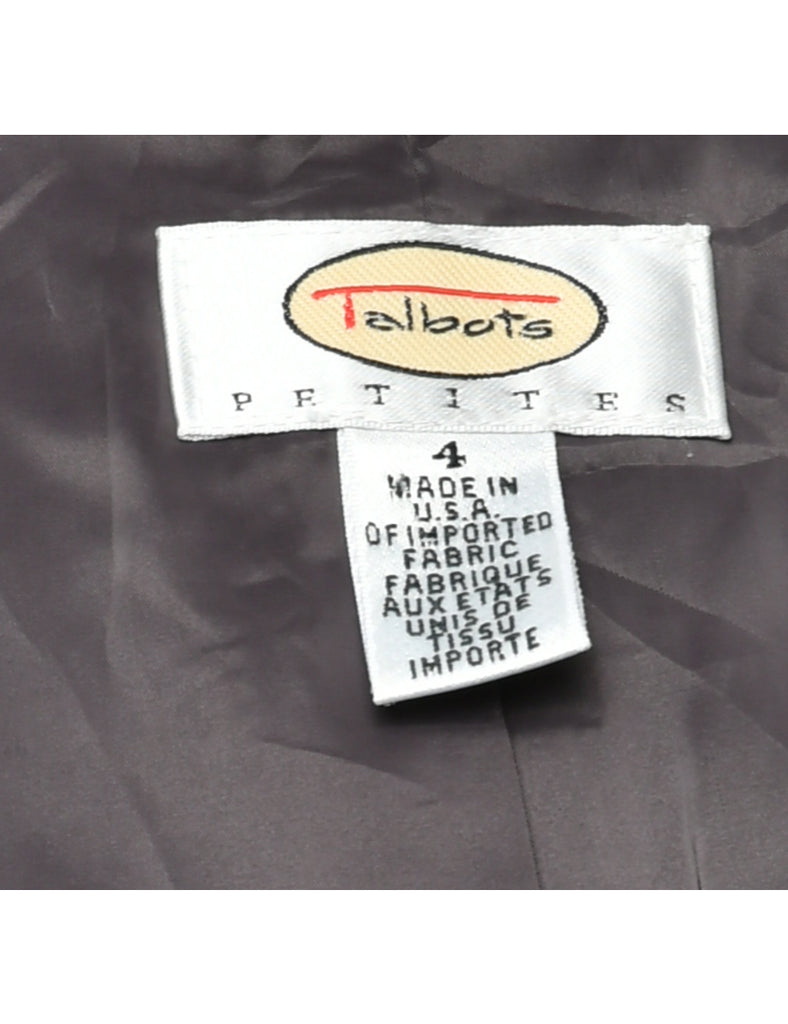 Talbots
PETITES
4
MADE IN
U.S.A.
OF IMPORTED
FABRIC
FABRIQUE
AUX ETATS
UNIS DE
TISSU
IMPORTE